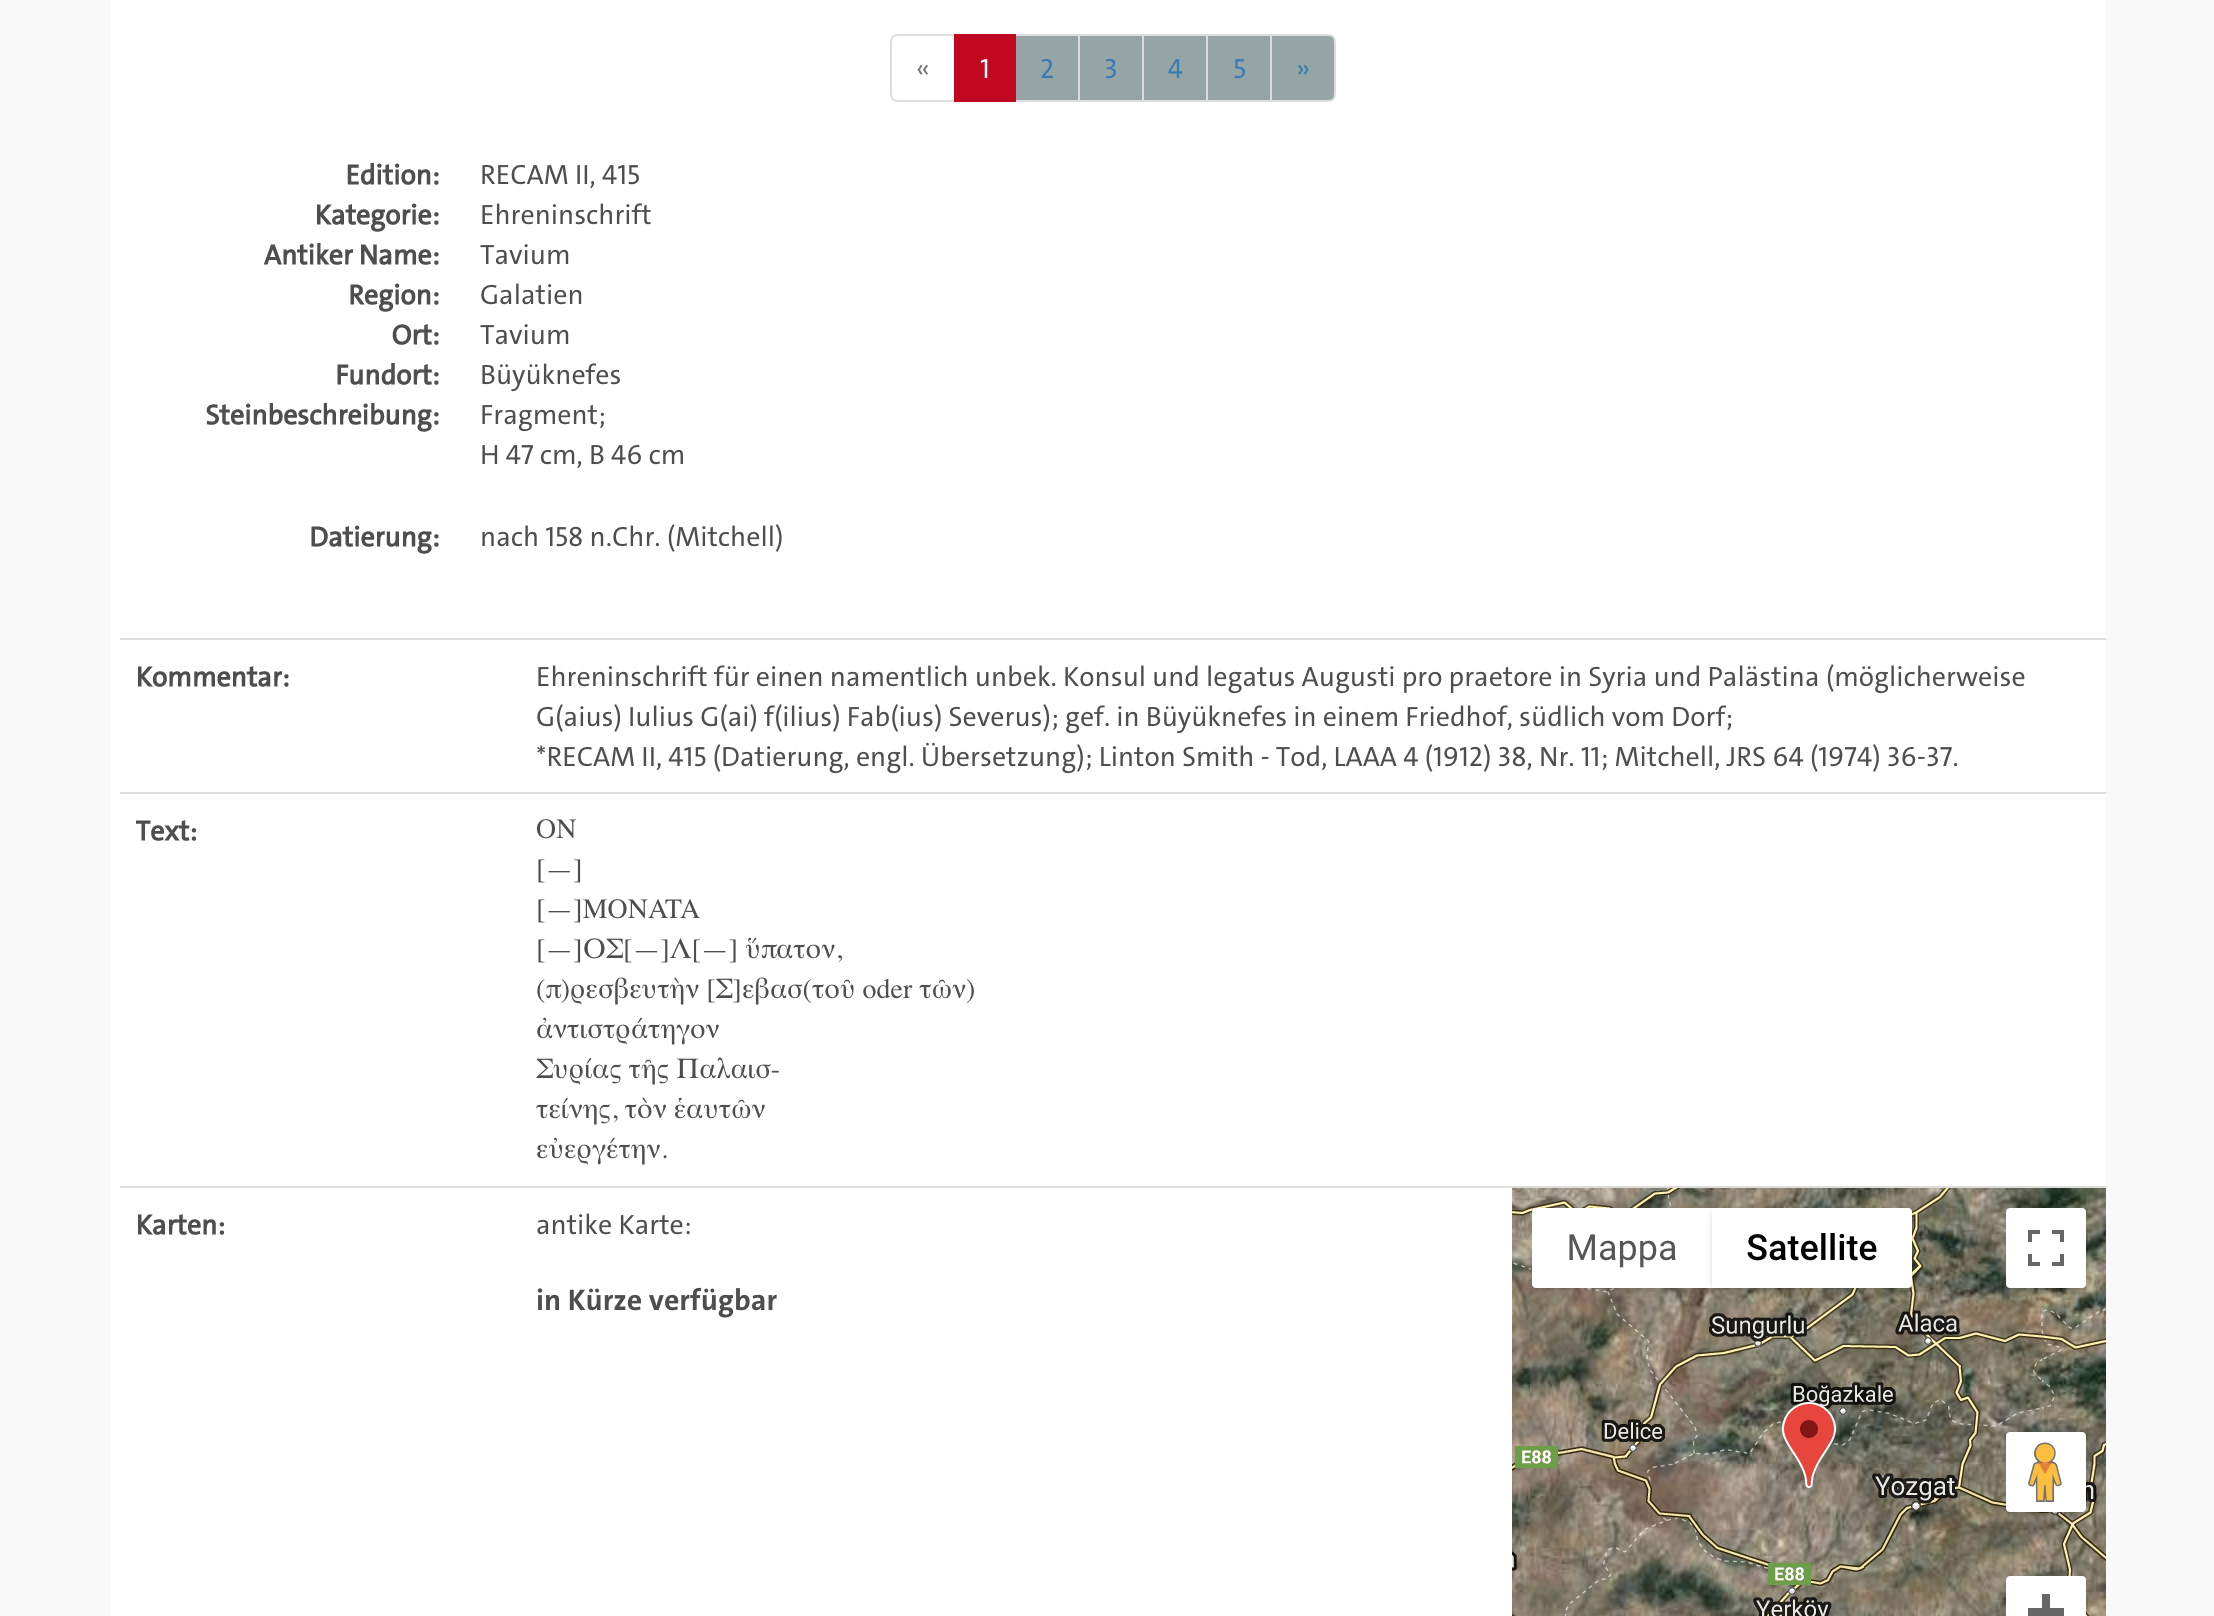 « 1 2 3 4 5 »
Edition: RECAM II, 415
Kategorie: Ehreninschrift
Antiker Name: Tavium
Region: Galatien
Ort: Tavium
Fundort: Büyüknefes
Steinbeschreibung: Fragment;
H 47 cm, B 46 cm
Datierung: nach 158 n.Chr. (Mitchell)
Kommentar: Ehreninschrift für einen namentlich unbek. Konsul und legatus Augusti pro praetore in Syria und Palästina (möglicherweise
G(aius) Iulius G(ai) f(ilius) Fab(ius) Severus); gef. in Büyüknefes in einem Friedhof, südlich vom Dorf;
*RECAM II, 415 (Datierung, engl. Übersetzung); Linton Smith - Tod, LAAA 4 (1912) 38, Nr. 11; Mitchell, JRS 64 (1974) 36-37.
Text: ΟΝ
[—]
[—]ΜΟΝΑΤΑ
[—]ΟΣ[—]Λ[—] ὕπατον,
(π)ρεσβευτὴν [Σ]εβασ(τοῦ oder τῶν)
ἀντιστράτηγον
Συρίας τῆς Παλαισ-
τείνης, τὸν ἑαυτῶν
εὐεργέτην.
Karten: antike Karte:
in Kürze verfügbar
Mappa Satellite
Sungurlu Alaca
Boğazkale
Delice
E88
Yozgat
E88
Yerköy